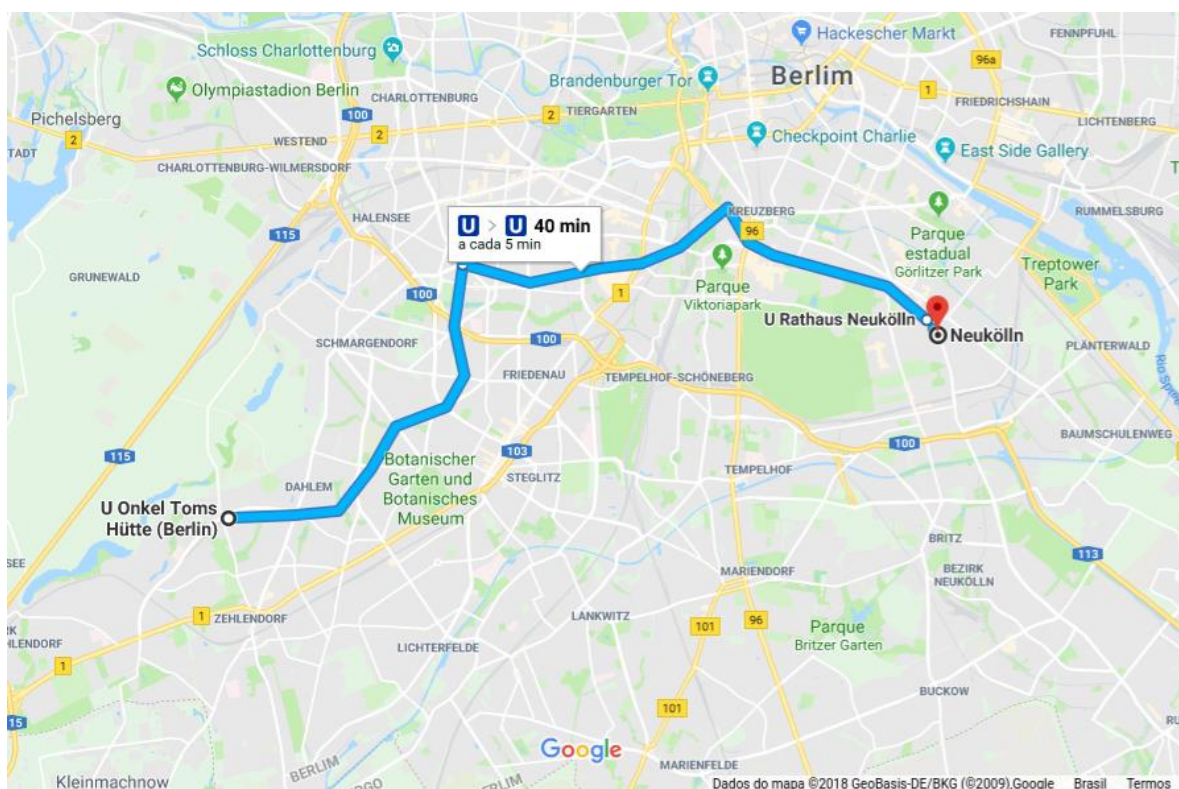 Hackescher Markt
FENNPFUHL
Schloss Charlottenburg
96a
Berlim
Brandenburger Tor
Olympiastadion Berlin
CHARLOTTENBURG
1
FRIEDRICHSHAIN
100
Pichelsberg
2
TIERGARTEN
LICHTENBERG
2
WESTEND
2
Checkpoint Charlie
STADT
East Side Gallery
CHARLOTTENBURG-WILMERSDORF
U > U 40 min
a cada 5 min
HALENSEE
KREUZBERG
RUMMELSBURG
115
96
Parque
estadual
Görlitzer Park
GRUNEWALD
Treptower
Park
100
1
Parque
Viktoriapark
U Rathaus Neukölln
Neukölln
SCHMARGENDORF
100
PLÄNTERWALD
FRIEDENAU
TEMPELHOF-SCHÖNEBERG
BAUMSCHULENWEG
100
115
103
Botanischer
Garten und
Botanisches
Museum
STEGLITZ
TEMPELHOF
DAHLEM
U Onkel Toms
Hütte (Berlin)
BRITZ
113
SEE
MARIENDORF
BEZIRK
NEUKÖLLN
1
ZEHLENDORF
LANKWITZ
101
96
Parque
Britzer Garten
HLENDORF
LICHTERFELDE
1
BUCKOW
15
101
Google
MARIENFELDE
BERLIM
BERLIM
Kleinmachnow
Dados do mapa ©2018 GeoBasis-DE/BKG (©2009),Google Brasil Termos